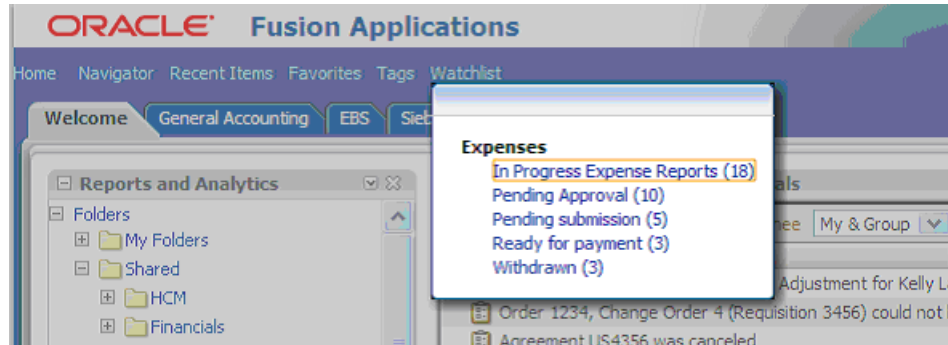 ORACLE Fusion Applications
Home Navigator Recent Items Favorites Tags Watchlist
Welcome General Accounting EBS
Expenses
In Progress Expense Reports (18)
Pending Approval (10)
Pending submission (5)
Ready for payment (3)
Withdrawn (3)
Reports and Analytics
Folders
My Folders
Shared
HCM
Financials
My & Group
Adjustment for Kelly
Order 1234, Change Order 4 (Requisition 3456) could not
Agreement US4356 was canceled